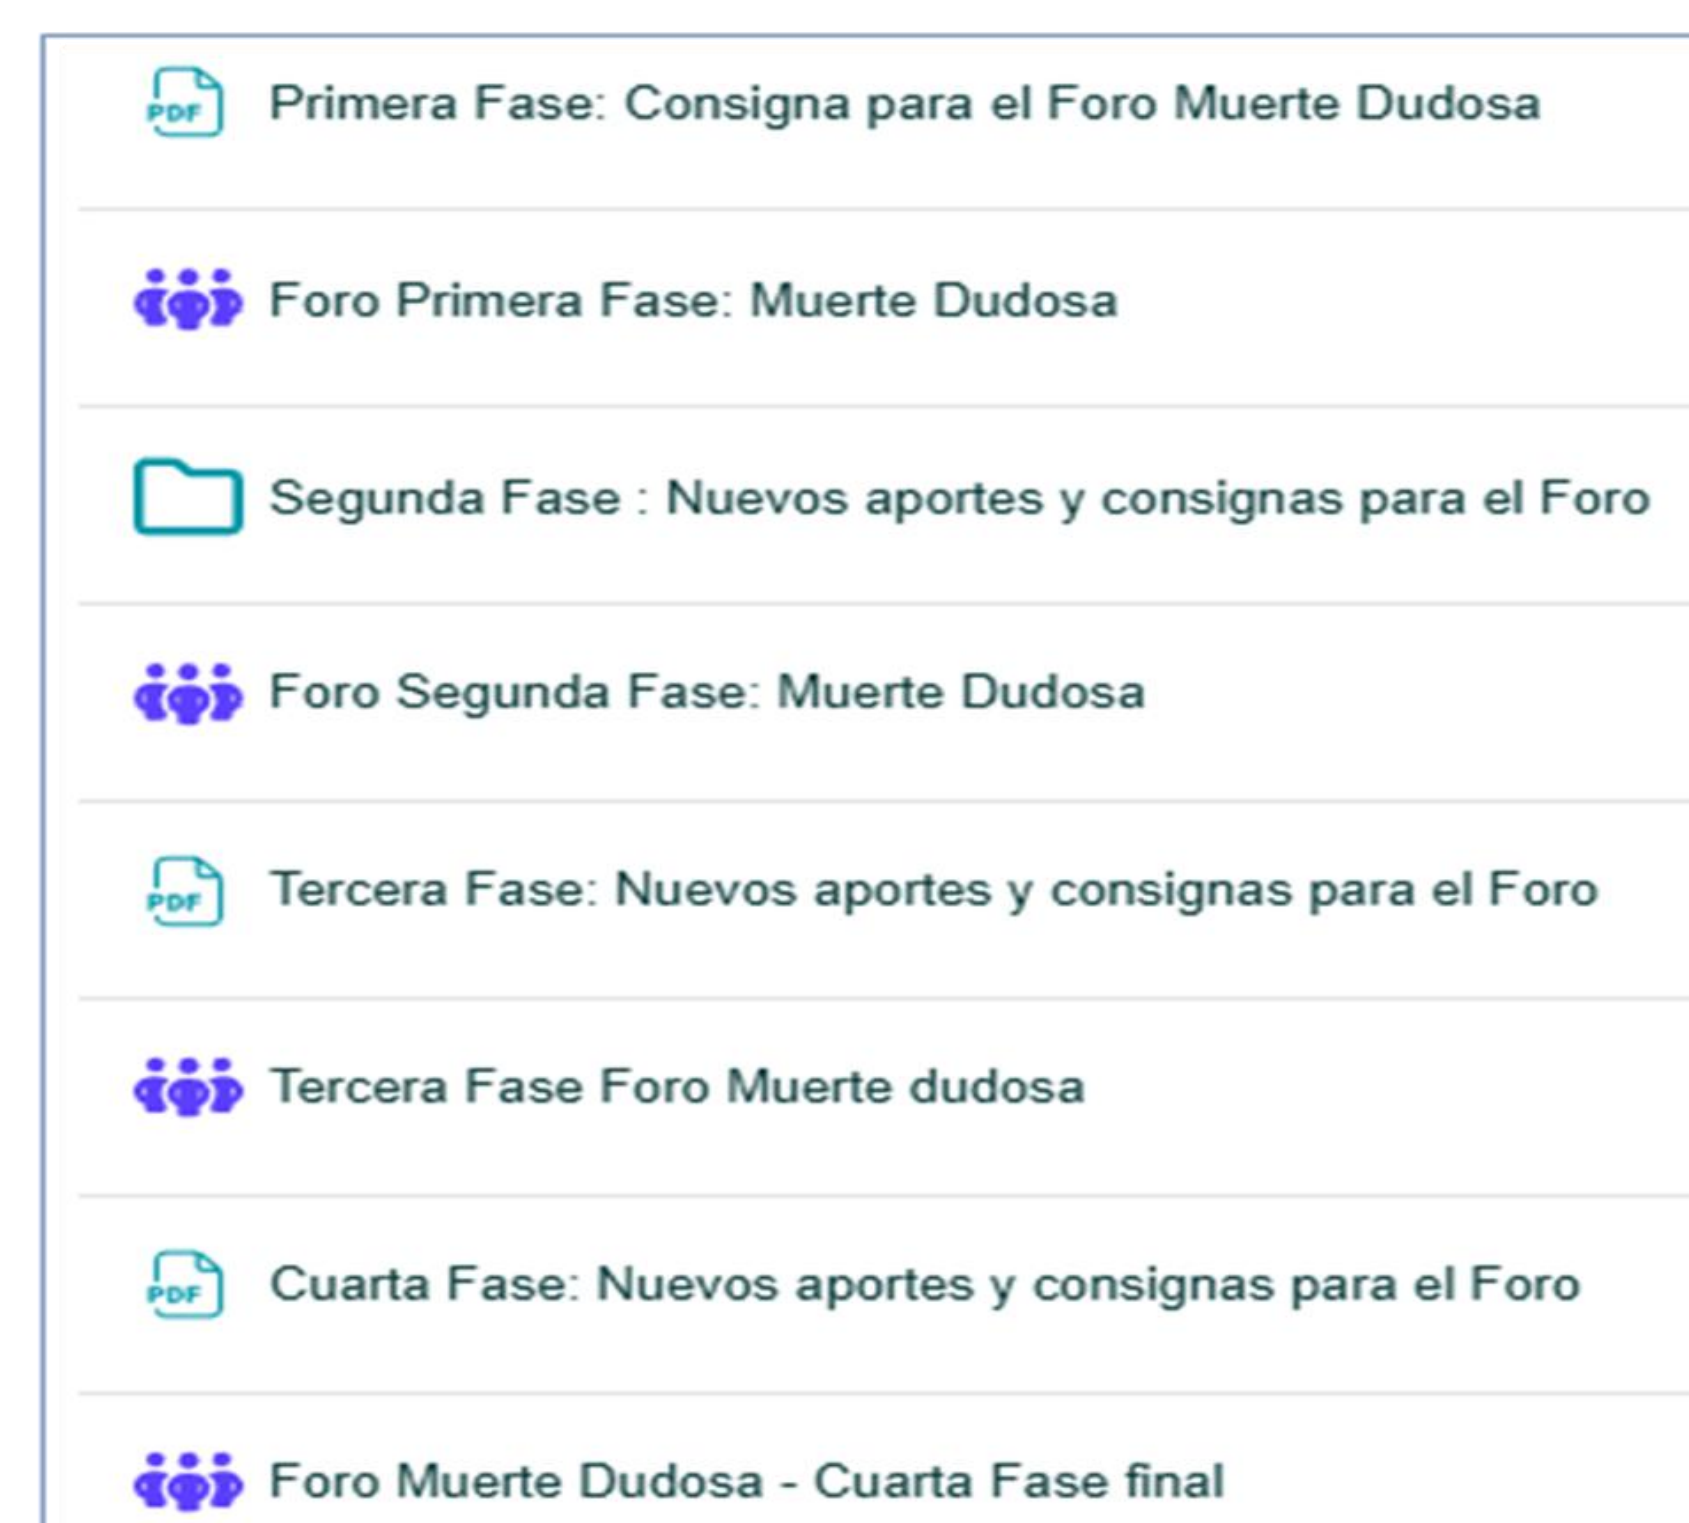 PDF Primera Fase: Consigna para el Foro Muerte Dudosa
Foro Primera Fase: Muerte Dudosa
Segunda Fase : Nuevos aportes y consignas para el Foro
Foro Segunda Fase: Muerte Dudosa
PDF Tercera Fase: Nuevos aportes y consignas para el Foro
Tercera Fase Foro Muerte dudosa
PDF Cuarta Fase: Nuevos aportes y consignas para el Foro
Foro Muerte Dudosa - Cuarta Fase final